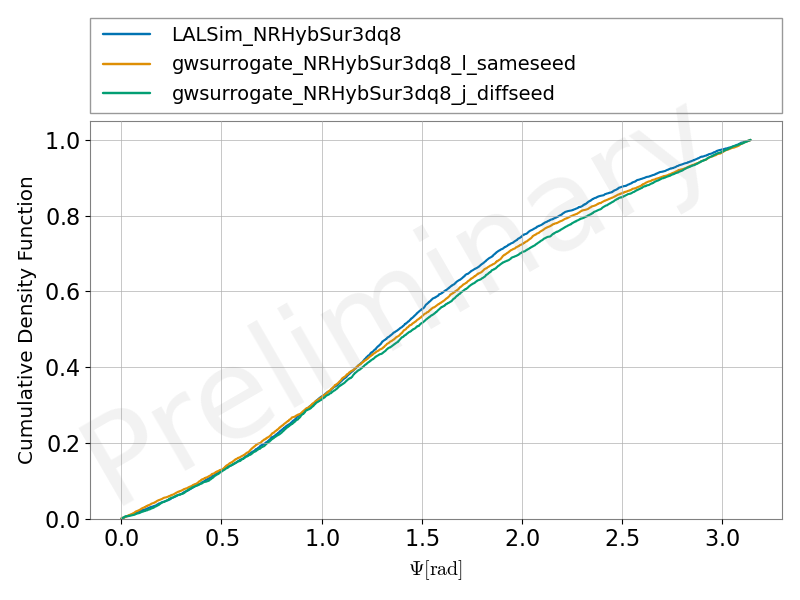 LALSim_NRHybSur3dq8
gwsurrogate_NRHybSur3dq8_l_sameseed
gwsurrogate_NRHybSur3dq8_j_diffseed
Preliminary
Cumulative Density Function
1.0
0.8
0.6
0.4
0.2
0.0
0.0 0.5 1.0 1.5 2.0 2.5 3.0
Ψ[rad]